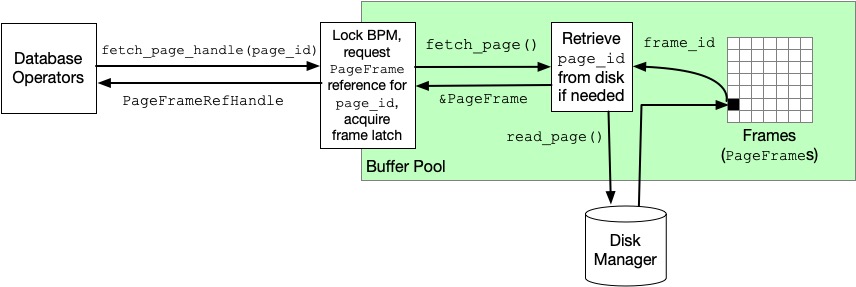 Database
Operators
fetch_page_handle(page_id)
PageFrameRefHandle
Lock BPM,
request
PageFrame
reference for
page_id,
acquire
frame latch
fetch_page()
&PageFrame
Retrieve
page_id
from disk
if needed
frame_id
read_page()
Frames
(PageFrames)
Buffer Pool
Disk
Manager